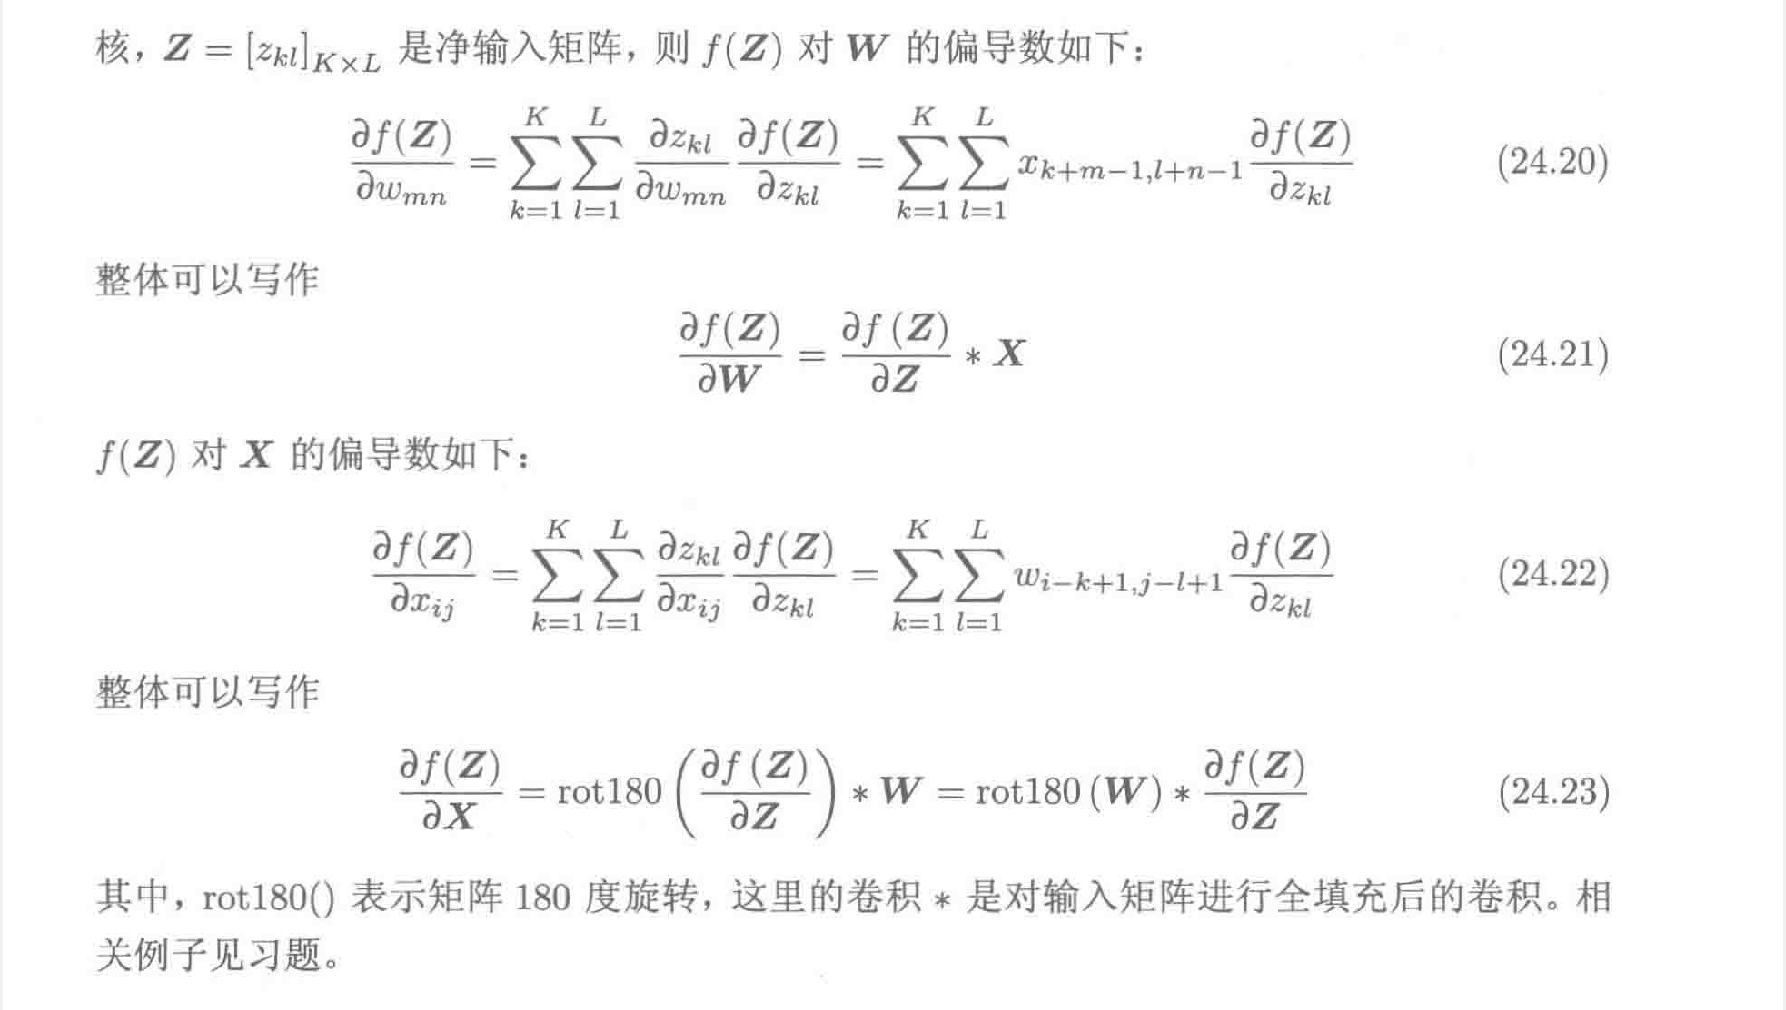 核，$\boldsymbol{Z} = [z_{kl}]_{K \times L}$ 是净输入矩阵，则 $f(\boldsymbol{Z})$ 对 $\boldsymbol{W}$ 的偏导数如下：
$$\frac{\partial f(\boldsymbol{Z})}{\partial w_{mn}} = \sum_{k=1}^{K} \sum_{l=1}^{L} \frac{\partial z_{kl}}{\partial w_{mn}} \frac{\partial f(\boldsymbol{Z})}{\partial z_{kl}} = \sum_{k=1}^{K} \sum_{l=1}^{L} x_{k+m-1,l+n-1} \frac{\partial f(\boldsymbol{Z})}{\partial z_{kl}}$$ (24.20)
整体可以写作
$$\frac{\partial f(\boldsymbol{Z})}{\partial \boldsymbol{W}} = \frac{\partial f(\boldsymbol{Z})}{\partial \boldsymbol{Z}} * \boldsymbol{X}$$ (24.21)
$f(\boldsymbol{Z})$ 对 $\boldsymbol{X}$ 的偏导数如下：
$$\frac{\partial f(\boldsymbol{Z})}{\partial x_{ij}} = \sum_{k=1}^{K} \sum_{l=1}^{L} \frac{\partial z_{kl}}{\partial x_{ij}} \frac{\partial f(\boldsymbol{Z})}{\partial z_{kl}} = \sum_{k=1}^{K} \sum_{l=1}^{L} w_{i-k+1,j-l+1} \frac{\partial f(\boldsymbol{Z})}{\partial z_{kl}}$$ (24.22)
整体可以写作
$$\frac{\partial f(\boldsymbol{Z})}{\partial \boldsymbol{X}} = \text{rot180} \left( \frac{\partial f(\boldsymbol{Z})}{\partial \boldsymbol{Z}} \right) * \boldsymbol{W} = \text{rot180}(\boldsymbol{W}) * \frac{\partial f(\boldsymbol{Z})}{\partial \boldsymbol{Z}}$$ (24.23)
其中，rot180() 表示矩阵 180 度旋转，这里的卷积 * 是对输入矩阵进行全填充后的卷积。相
关例子见习题。